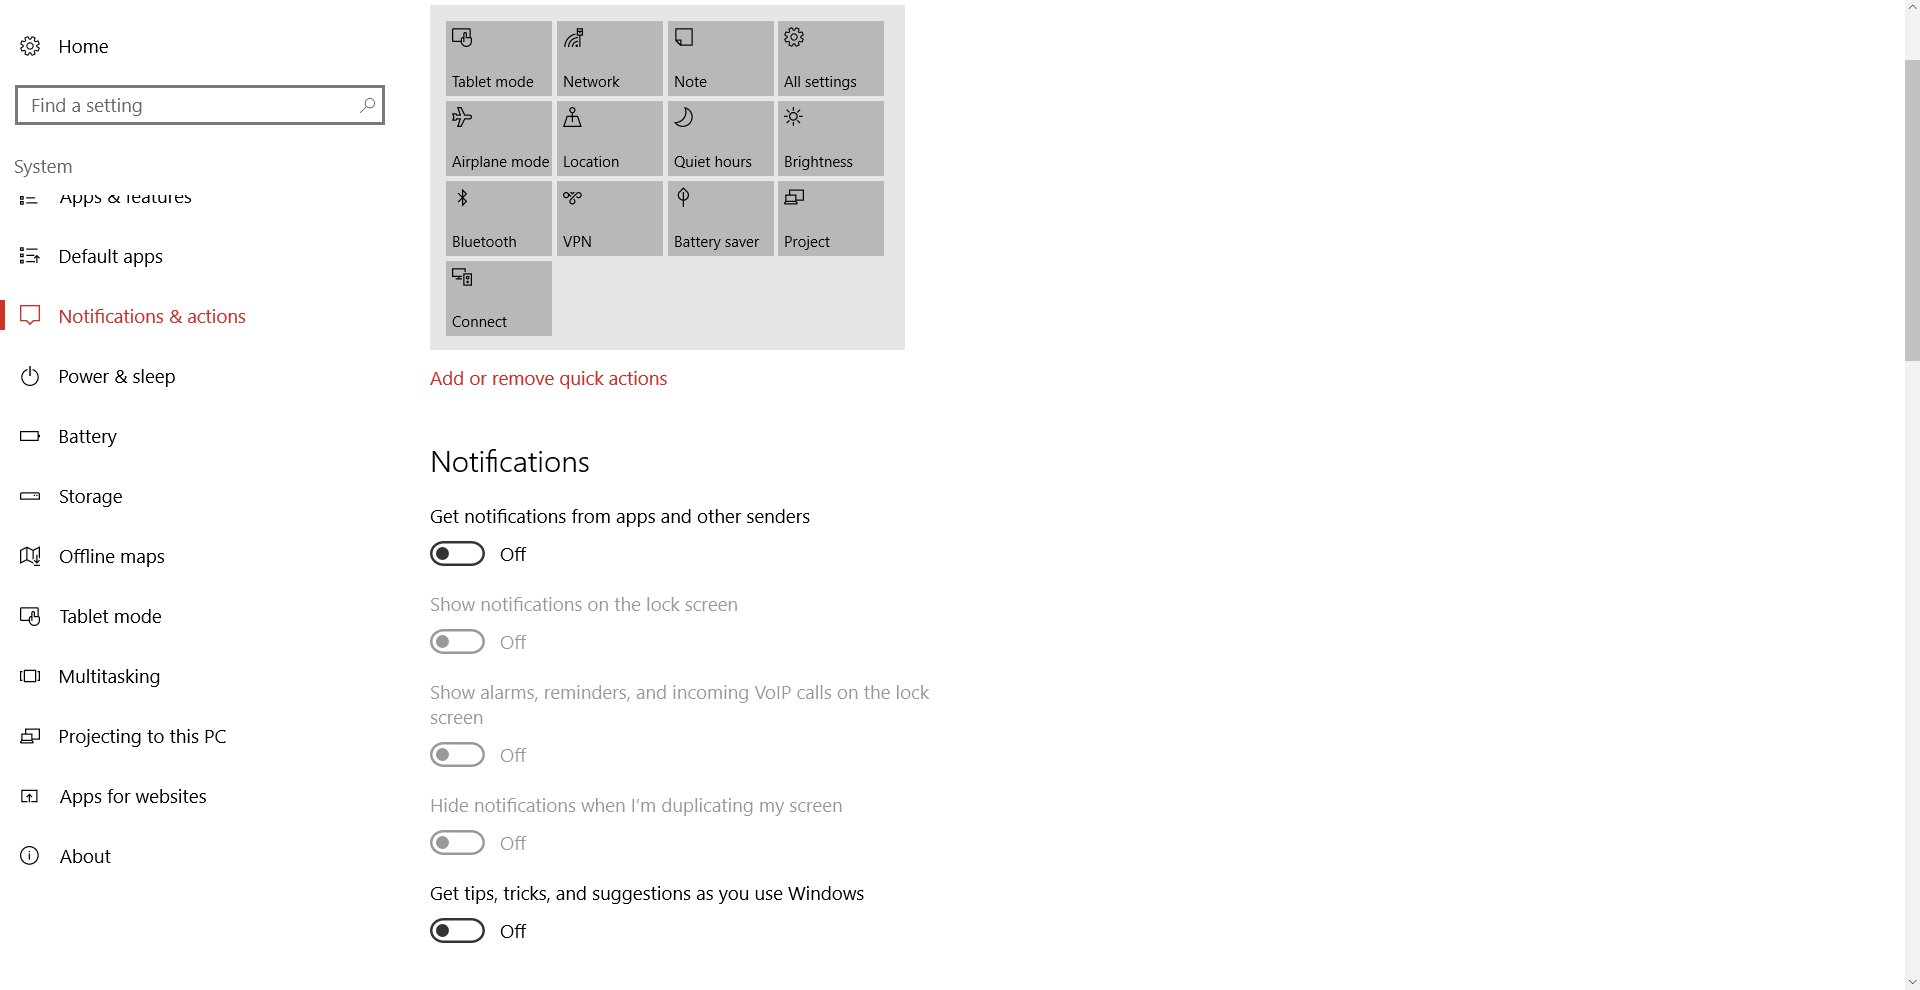 Home
Find a setting
System
Apps & features
Default apps
Notifications & actions
Power & sleep
Battery
Storage
Offline maps
Tablet mode
Multitasking
Projecting to this PC
Apps for websites
About
Tablet mode
Network
Note
All settings
Airplane mode
Location
Quiet hours
Brightness
Bluetooth
VPN
Battery saver
Project
Connect
Add or remove quick actions
Notifications
Get notifications from apps and other senders
Off
Show notifications on the lock screen
Off
Show alarms, reminders, and incoming VoIP calls on the lock
screen
Off
Hide notifications when I'm duplicating my screen
Off
Get tips, tricks, and suggestions as you use Windows
Off